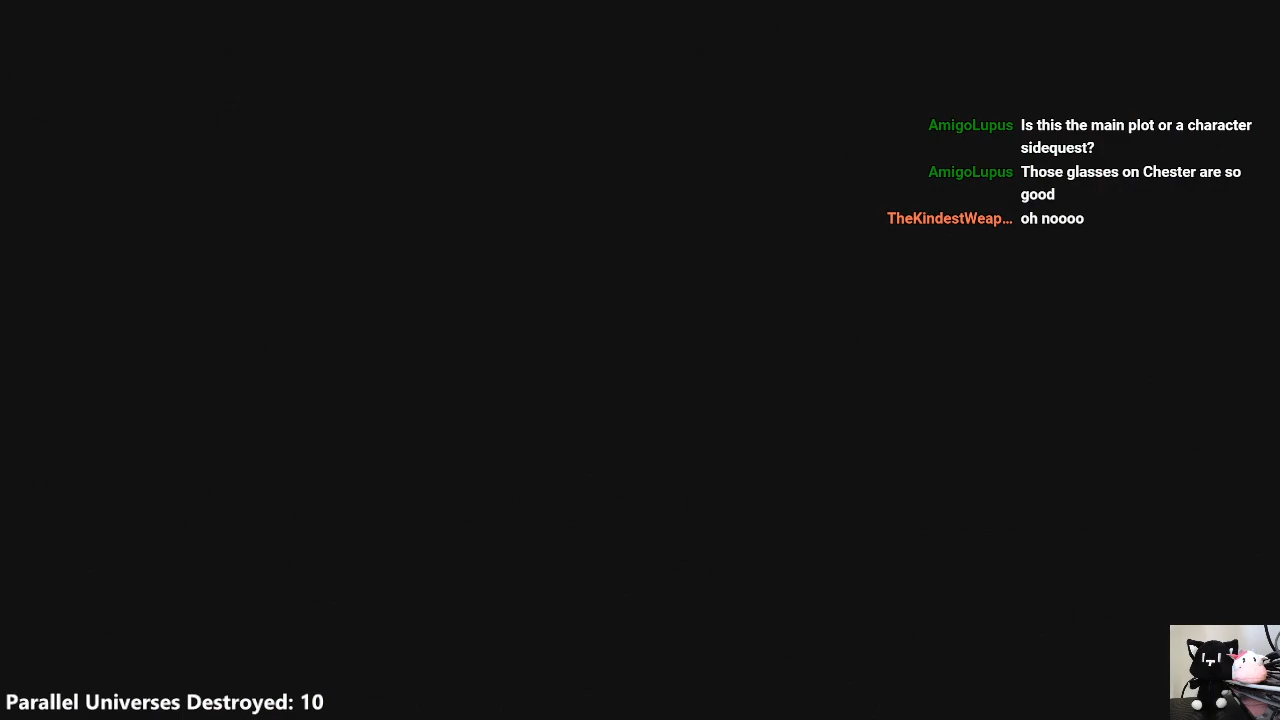 AmigoLupus Is this the main plot or a character
sidequest?
AmigoLupus Those glasses on Chester are so
good
TheKindestWeap... oh noooo
Parallel Universes Destroyed: 10